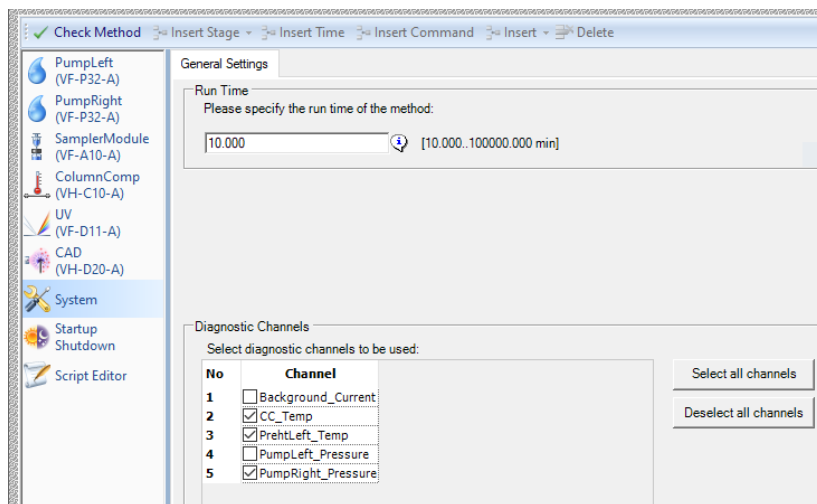 Check Method Insert Stage Insert Time Insert Command Insert Delete
PumpLeft
(VF-P32-A)
PumpRight
(VF-P32-A)
SamplerModule
(VF-A10-A)
ColumnComp
(VH-C10-A)
UV
(VF-D11-A)
CAD
(VH-D20-A)
System
Startup
Shutdown
Script Editor
General Settings
Run Time
Please specify the run time of the method:
10.000 [10.000..100000.000 min]
Diagnostic Channels
Select diagnostic channels to be used:
No Channel
1 Background_Current
2 CC_Temp
3 PrehtLeft_Temp
4 PumpLeft_Pressure
5 PumpRight_Pressure
Select all channels
Deselect all channels